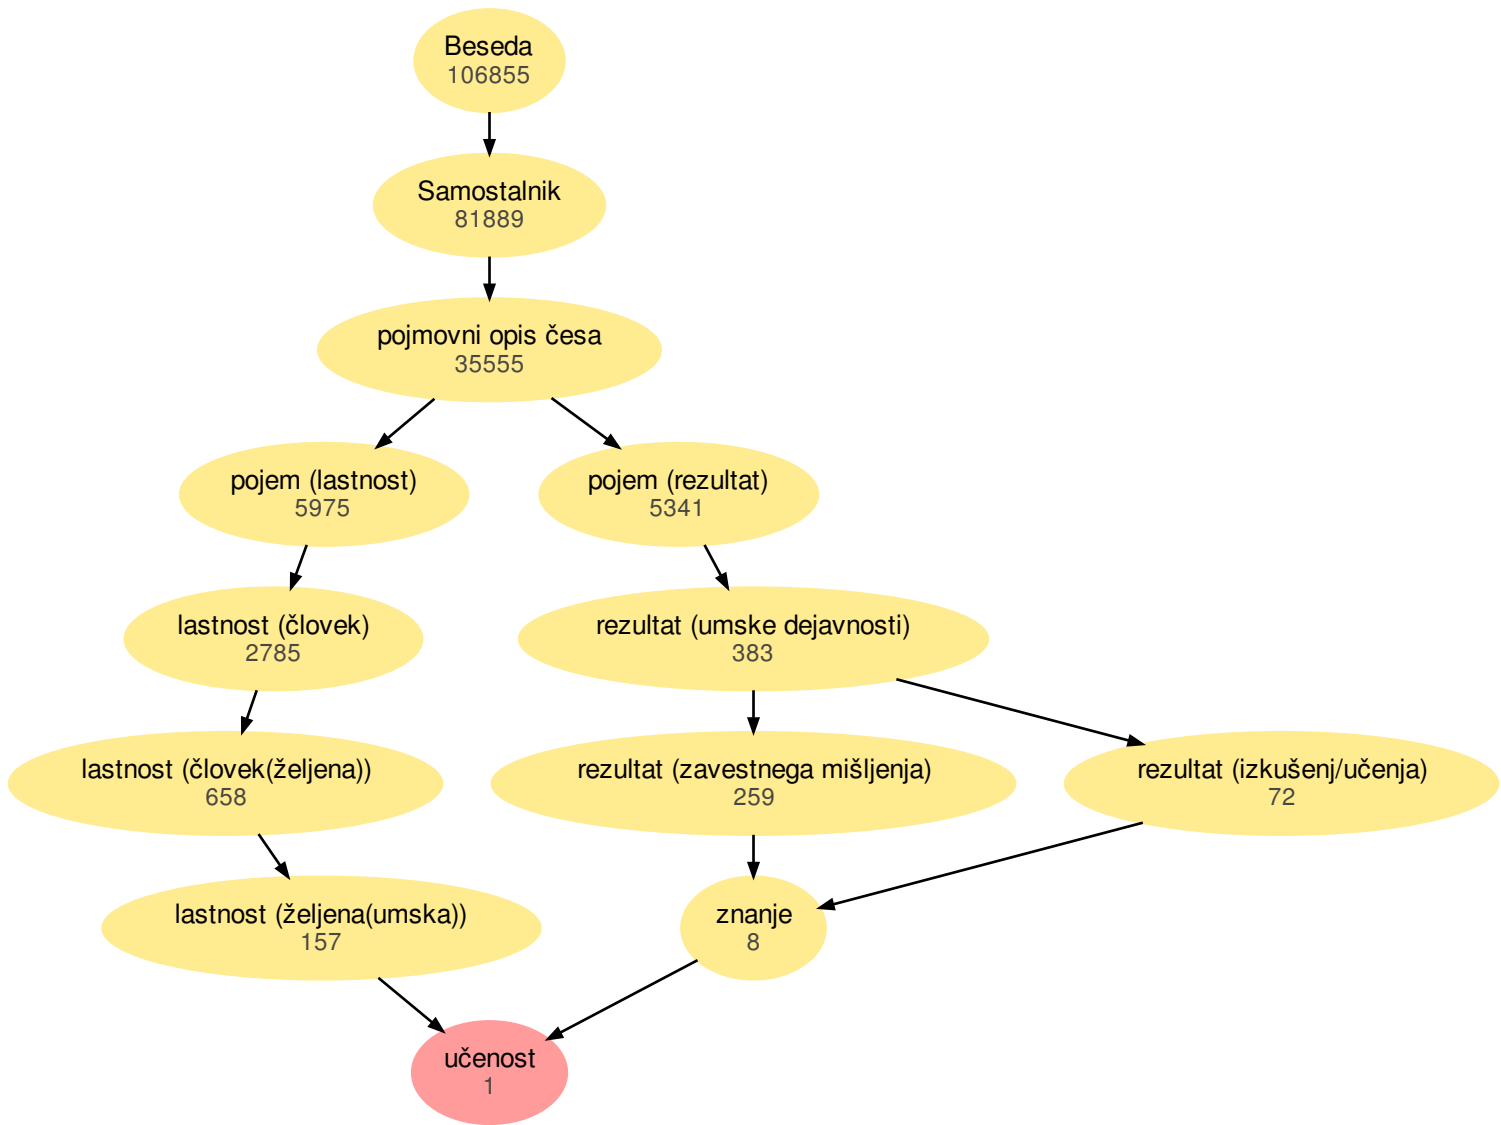 Beseda
106855
Samostalnik
81889
pojmovni opis česa
35555
pojem (lastnost)
5975
pojem (rezultat)
5341
lastnost (človek)
2785
rezultat (umske dejavnosti)
383
lastnost (človek(željena))
658
rezultat (zavestnega mišljenja)
259
rezultat (izkušenj/učenja)
72
lastnost (željena(umska))
157
znanje
8
učenost
1